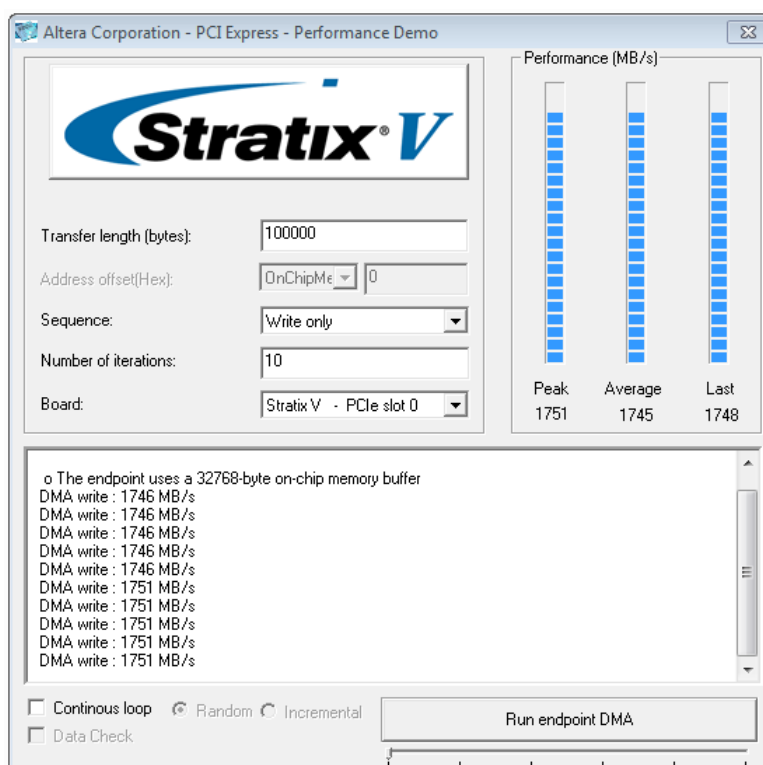 Altera Corporation - PCI Express - Performance Demo
Performance (MB/s)
Stratix® V
Transfer length (bytes):
100000
Address offset(Hex):
OnChipMe
0
Sequence:
Write only
Number of iterations:
10
Board:
Stratix V - PCIe slot 0
Peak Average Last
1751 1745 1748
o The endpoint uses a 32768-byte on-chip memory buffer
DMA write : 1746 MB/s
DMA write : 1746 MB/s
DMA write : 1746 MB/s
DMA write : 1746 MB/s
DMA write : 1746 MB/s
DMA write : 1751 MB/s
DMA write : 1751 MB/s
DMA write : 1751 MB/s
DMA write : 1751 MB/s
DMA write : 1751 MB/s
Continous loop
Random
Incremental
Data Check
Run endpoint DMA